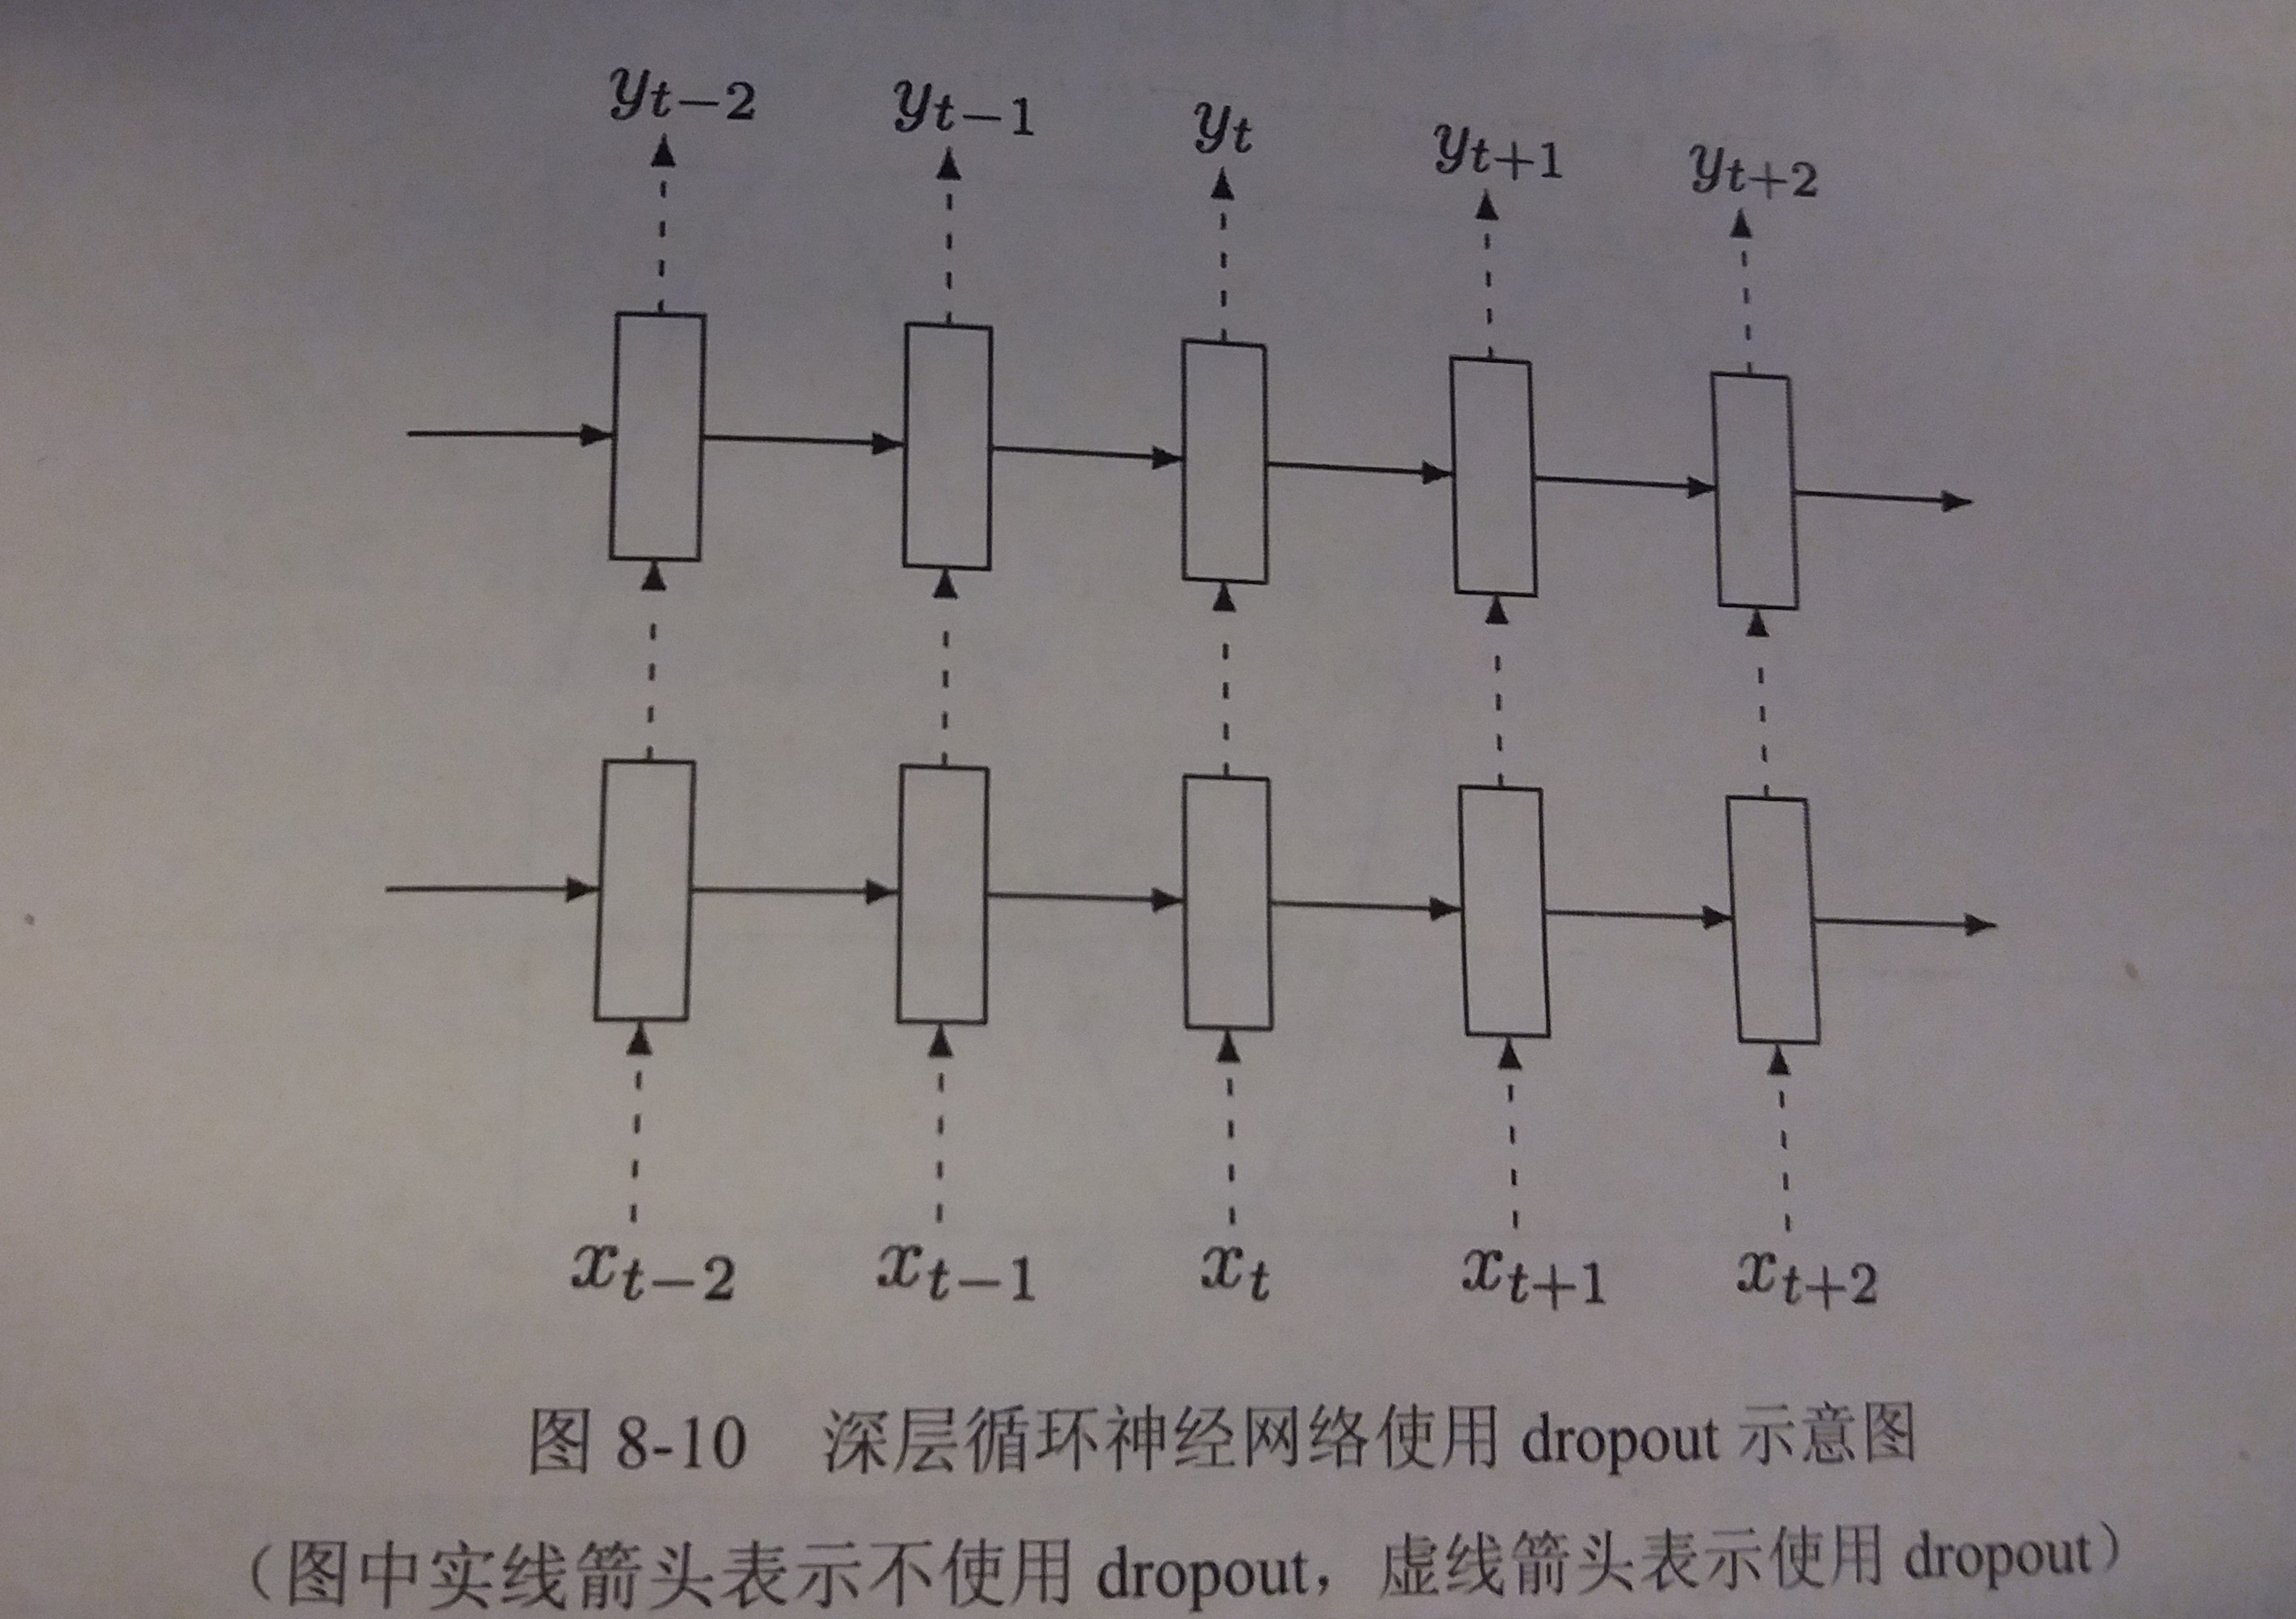 y_{t-2} y_{t-1} y_t y_{t+1} y_{t+2}
x_{t-2} x_{t-1} x_t x_{t+1} x_{t+2}
图 8-10 深层循环神经网络使用 dropout 示意图
（图中实线箭头表示不使用 dropout，虚线箭头表示使用 dropout）